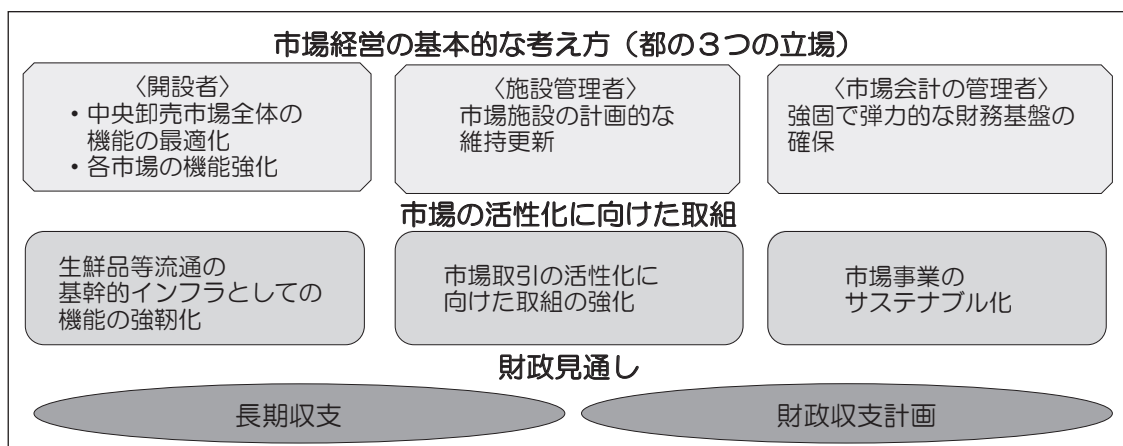 市場経営の基本的な考え方（都の３つの立場）
〈開設者〉
・中央卸売市場全体の
機能の最適化
・各市場の機能強化
〈施設管理者〉
市場施設の計画的な
維持更新
〈市場会計の管理者〉
強固で弾力的な財務基盤の
確保
市場の活性化に向けた取組
生鮮品等流通の
基幹的インフラとしての
機能の強靭化
市場取引の活性化に
向けた取組の強化
市場事業の
サステナブル化
財政見通し
長期収支
財政収支計画